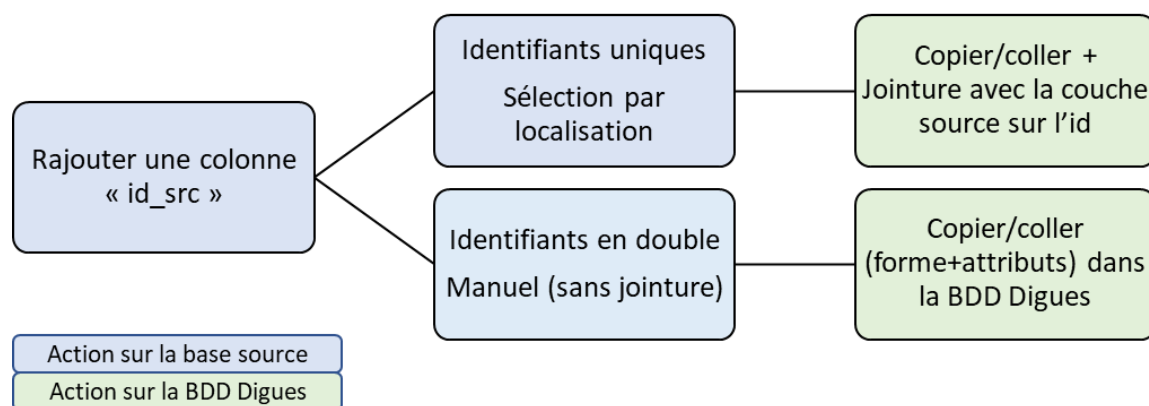 Rajouter une colonne
« id_src »
Identifiants uniques
Sélection par
localisation
Copier/coller +
Jointure avec la couche
source sur l’id
Identifiants en double
Manuel (sans jointure)
Copier/coller
(forme+attributs) dans
la BDD Digues
Action sur la base source
Action sur la BDD Digues